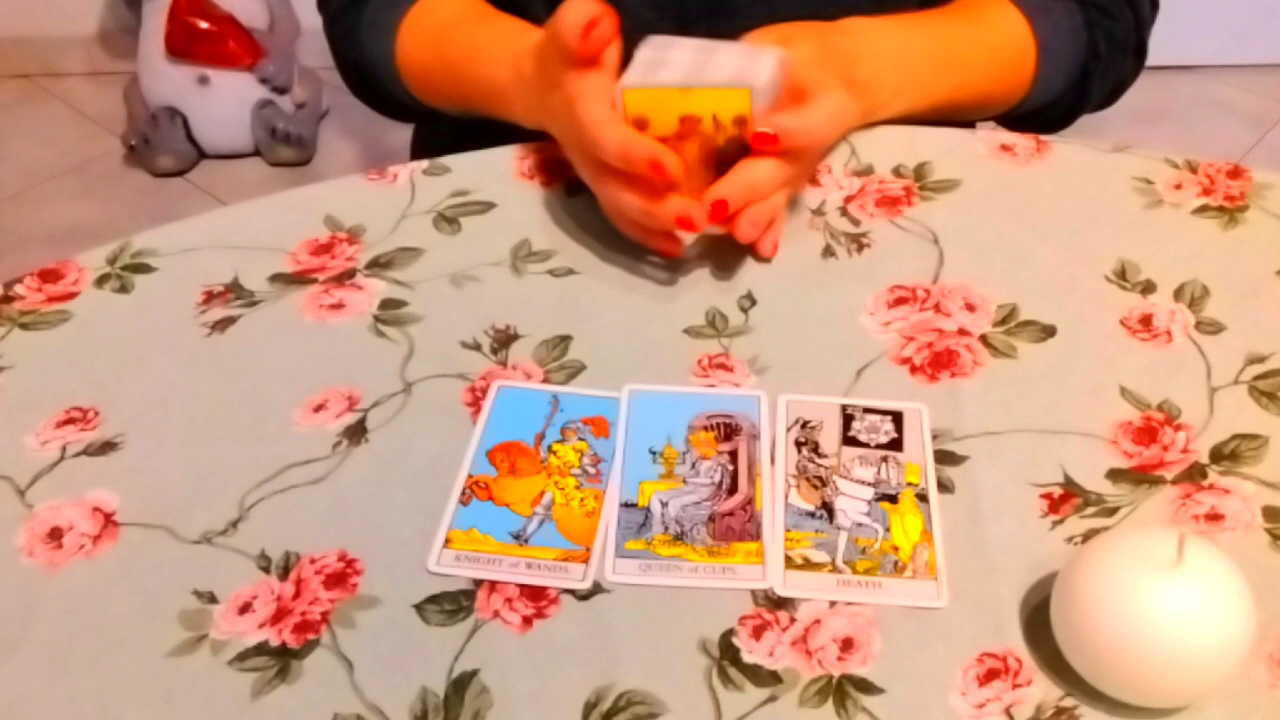 KNIGHT of WANDS.
QUEEN of CUPS.
DEATH.